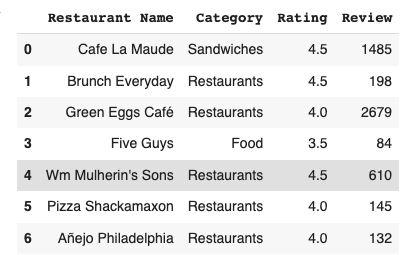 Restaurant Name Category Rating Review
0 Cafe La Maude Sandwiches 4.5 1485
1 Brunch Everyday Restaurants 4.5 198
2 Green Eggs Café Restaurants 4.0 2679
3 Five Guys Food 3.5 84
4 Wm Mulherin's Sons Restaurants 4.5 610
5 Pizza Shackamaxon Restaurants 4.0 145
6 Añejo Philadelphia Restaurants 4.0 132